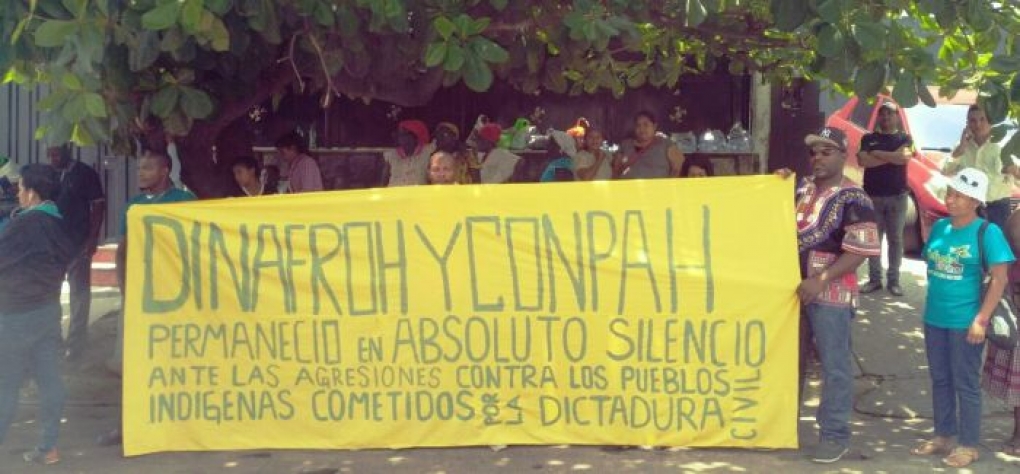 DINAFROH Y CONPAH
PERMANECIO EN ABSOLUTO SILENCIO
ANTE LAS AGRESIONES CONTRA LOS PUEBLOS
INDIGENAS COMETIDOS POR LA DICTADURA
CIVIL